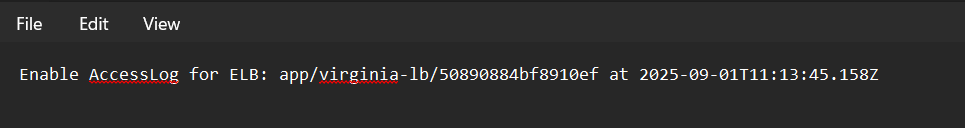 File Edit View
Enable AccessLog for ELB: app/virginia-lb/50890884bf8910ef at 2025-09-01T11:13:45.158Z